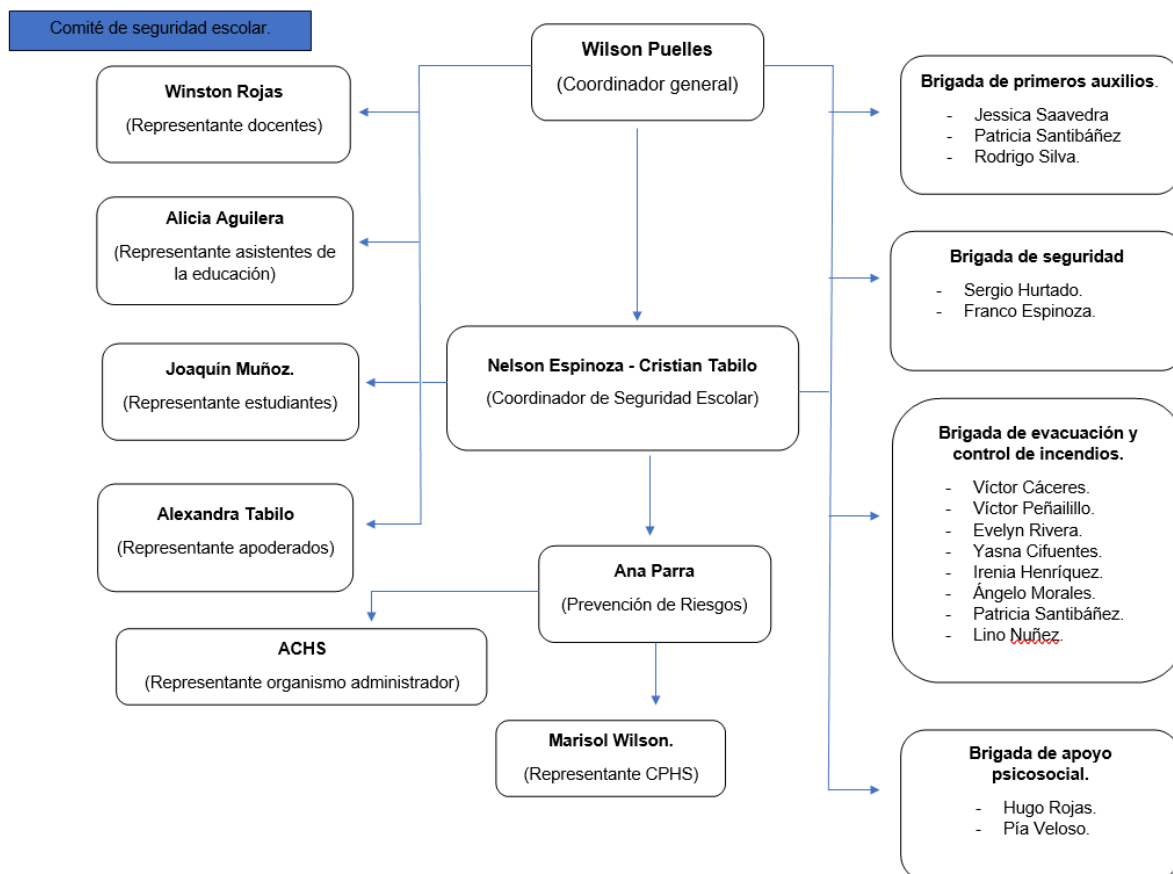 Comité de seguridad escolar.
Wilson Puelles
(Coordinador general)
Winston Rojas
(Representante docentes)
Alicia Aguilera
(Representante asistentes de
la educación)
Joaquín Muñoz.
(Representante estudiantes)
Alexandra Tabilo
(Representante apoderados)
Nelson Espinoza - Cristian Tabilo
(Coordinador de Seguridad Escolar)
Ana Parra
(Prevención de Riesgos)
ACHS
(Representante organismo administrador)
Marisol Wilson.
(Representante CPHS)
Brigada de primeros auxilios.
- Jessica Saavedra
- Patricia Santibáñez
- Rodrigo Silva.
Brigada de seguridad
- Sergio Hurtado.
- Franco Espinoza.
Brigada de evacuación y
control de incendios.
- Víctor Cáceres.
- Víctor Peñailillo.
- Evelyn Rivera.
- Yasna Cifuentes.
- Irenia Henríquez.
- Ángelo Morales.
- Patricia Santibáñez.
- Lino Nuñez.
Brigada de apoyo
psicosocial.
- Hugo Rojas.
- Pía Veloso.